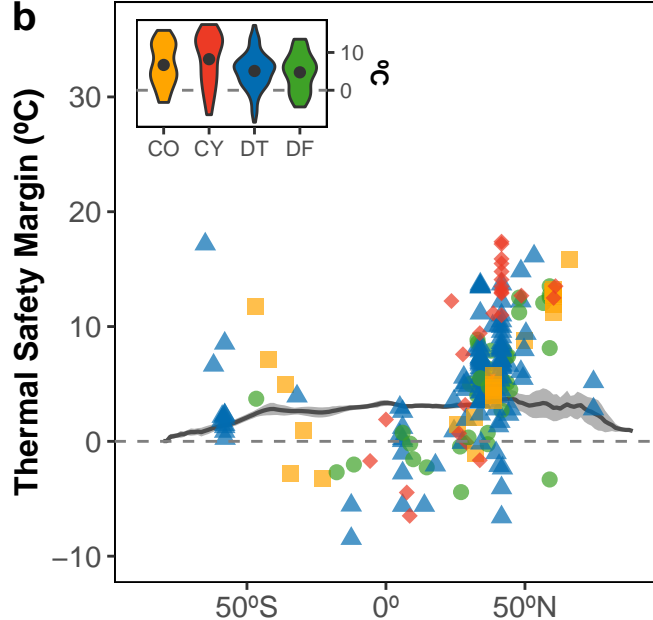 b
10
0
ºC
CO CY DT DF
Thermal Safety Margin (ºC)
30
20
10
0
−10
50ºS 0º 50ºN